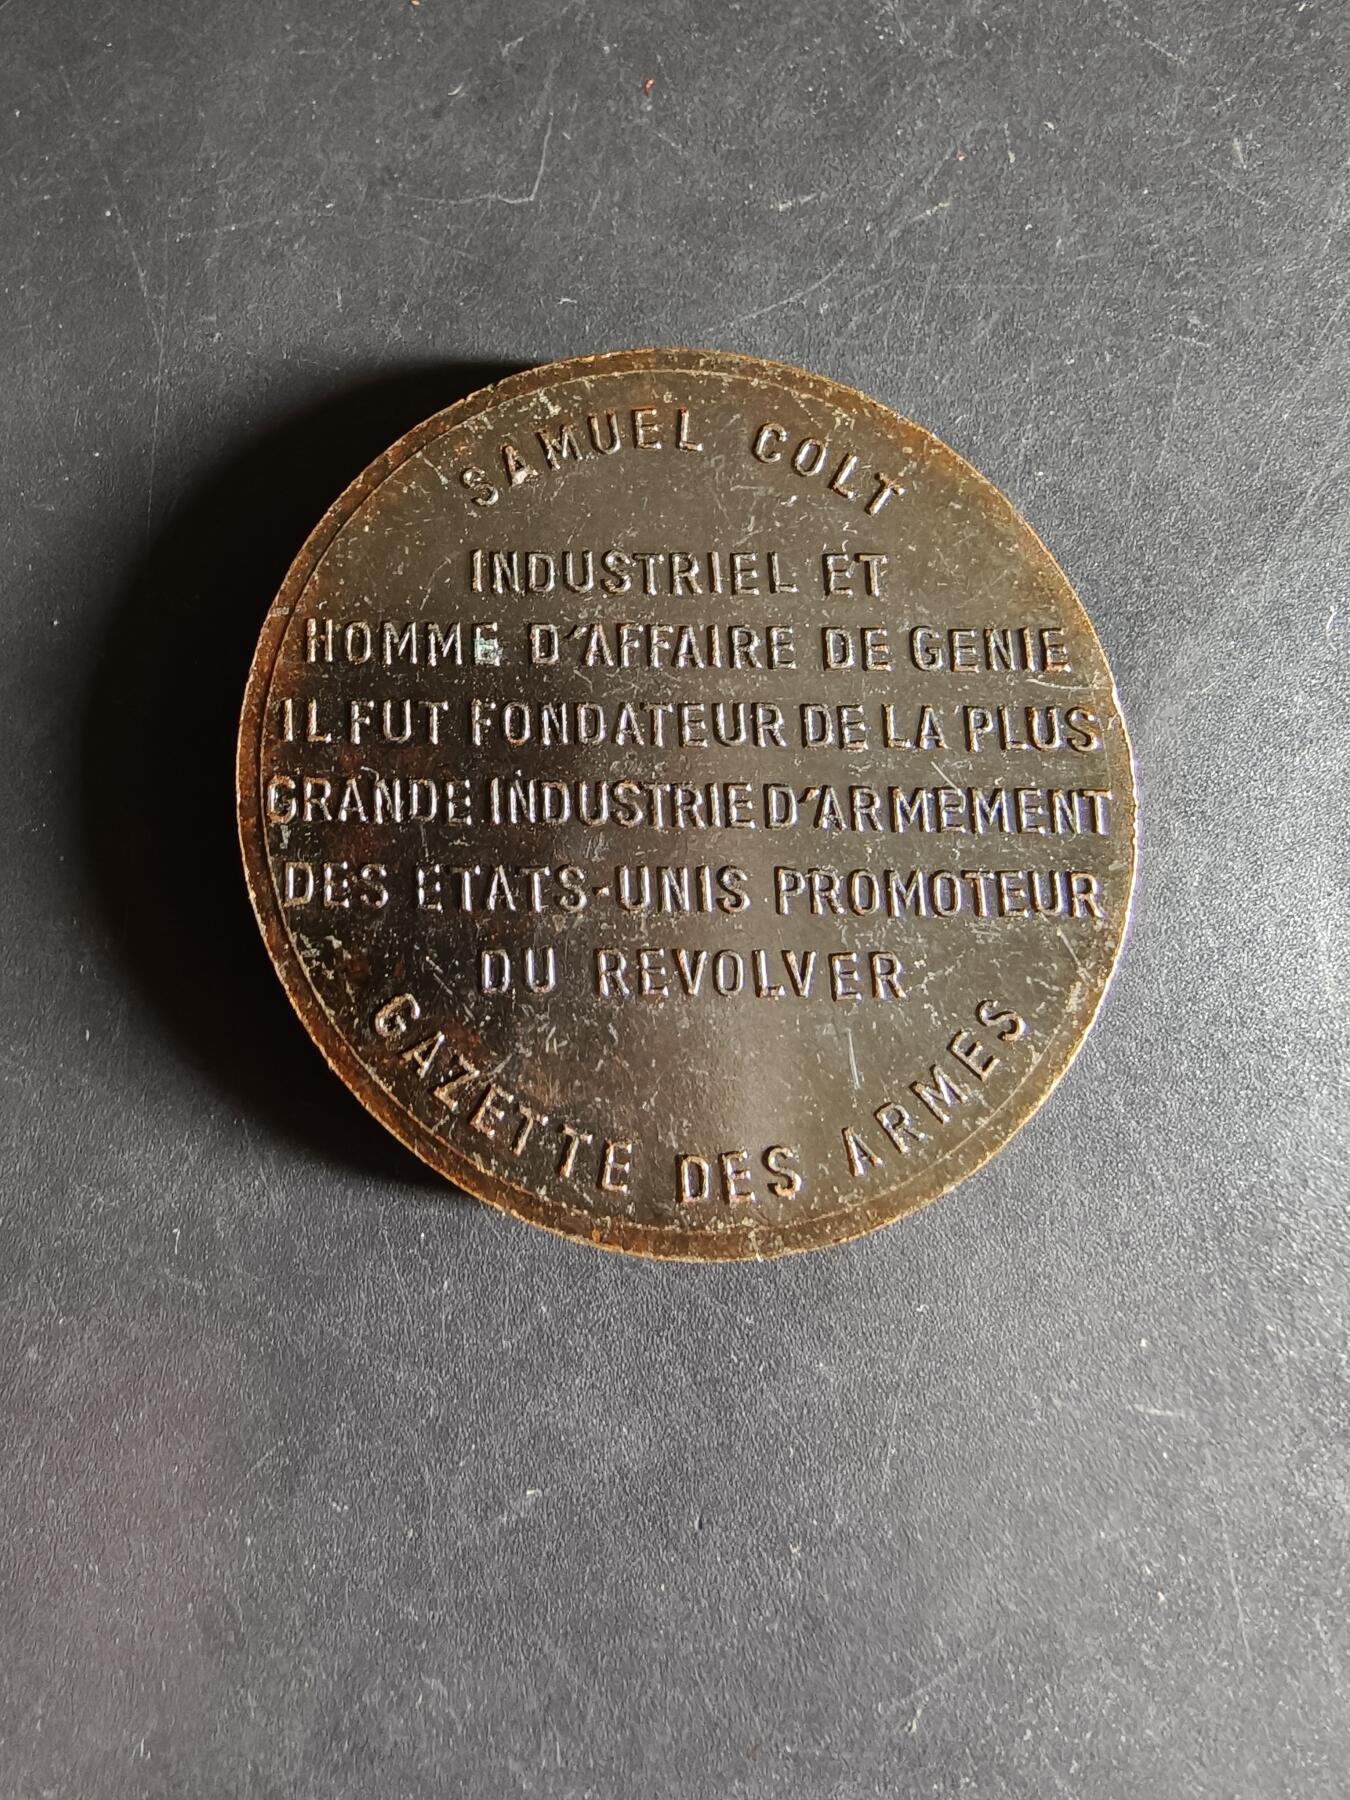 SAMUEL COLT
INDUSTRIEL ET
HOMME D'AFFAIRE DE GENIE
IL FUT FONDATEUR DE LA PLUS
GRANDE INDUSTRIE D'ARMEMENT
DES ETATS-UNIS PROMOTEUR
DU REVOLVER
GAZETTE DES ARMES